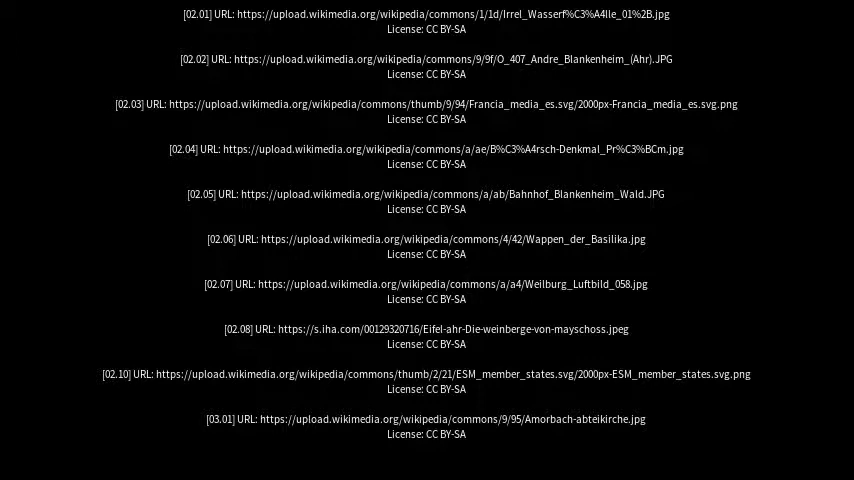 [02.01] URL: https://upload.wikimedia.org/wikipedia/commons/1/1d/Irrel_Wasserf%C3%A4lle_01%2B.jpg
License: CC BY-SA
[02.02] URL: https://upload.wikimedia.org/wikipedia/commons/9/9f/O_407_Andre_Blankenheim_(Ahr).JPG
License: CC BY-SA
[02.03] URL: https://upload.wikimedia.org/wikipedia/commons/thumb/9/94/Francia_media_es.svg/2000px-Francia_media_es.svg.png
License: CC BY-SA
[02.04] URL: https://upload.wikimedia.org/wikipedia/commons/a/ae/B%C3%A4rsch-Denkmal_Pr%C3%BCm.jpg
License: CC BY-SA
[02.05] URL: https://upload.wikimedia.org/wikipedia/commons/a/ab/Bahnhof_Blankenheim_Wald.JPG
License: CC BY-SA
[02.06] URL: https://upload.wikimedia.org/wikipedia/commons/4/42/Wappen_der_Basilika.jpg
License: CC BY-SA
[02.07] URL: https://upload.wikimedia.org/wikipedia/commons/a/a4/Weilburg_Luftbild_058.jpg
License: CC BY-SA
[02.08] URL: https://s.iha.com/00129320716/Eifel-ahr-Die-weinberge-von-mayschoss.jpeg
License: CC BY-SA
[02.10] URL: https://upload.wikimedia.org/wikipedia/commons/thumb/2/21/ESM_member_states.svg/2000px-ESM_member_states.svg.png
License: CC BY-SA
[03.01] URL: https://upload.wikimedia.org/wikipedia/commons/9/95/Amorbach-abteikirche.jpg
License: CC BY-SA